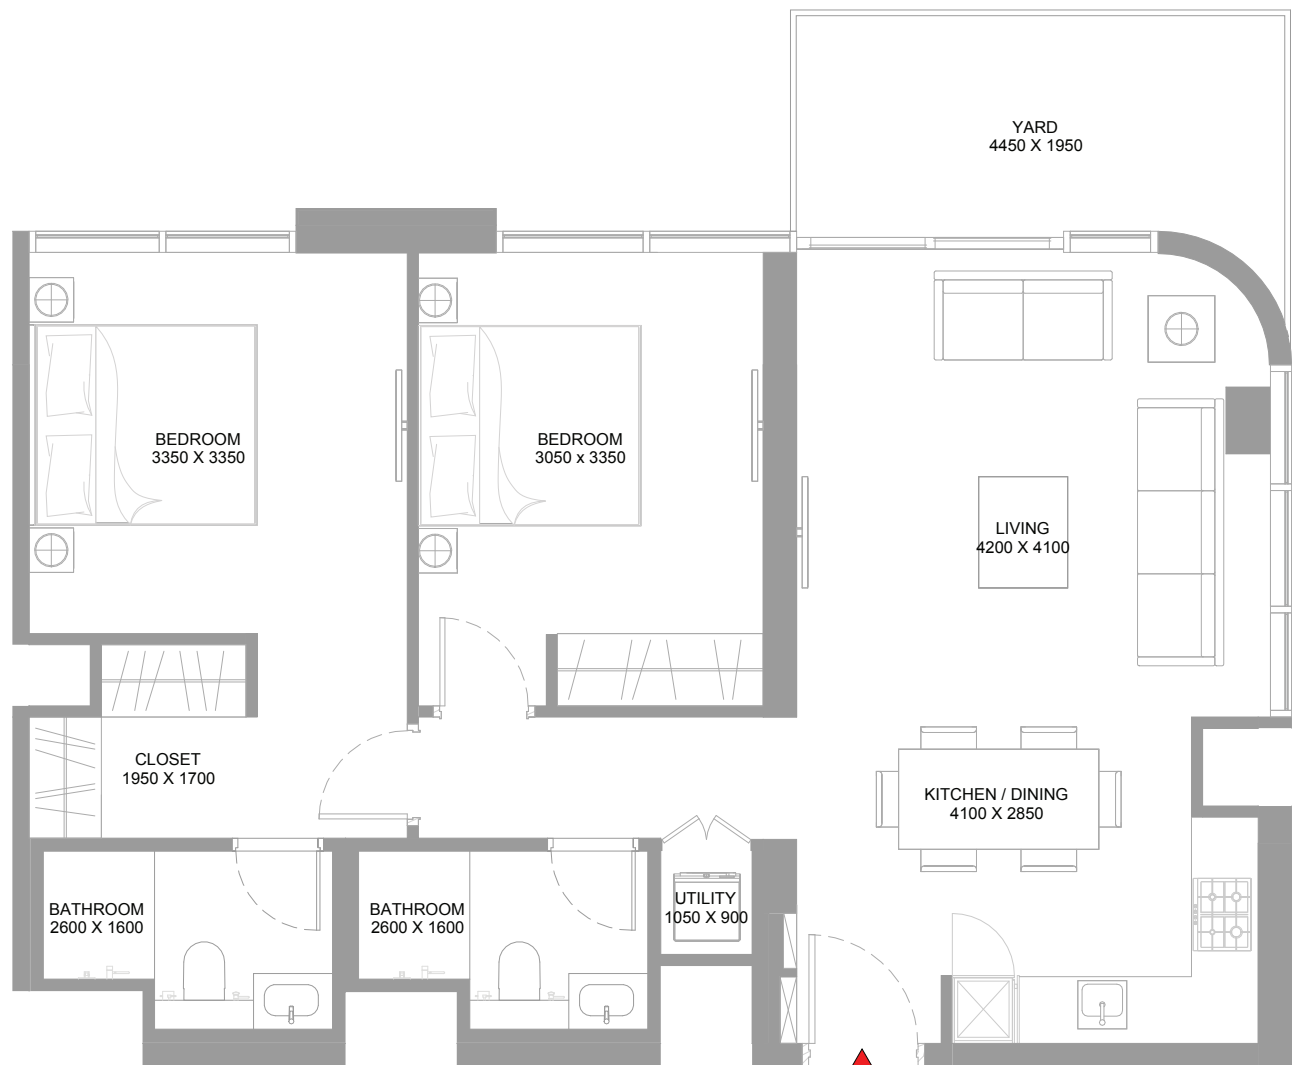 YARD
4450 X 1950
BEDROOM
3350 X 3350
BEDROOM
3050 x 3350
LIVING
4200 X 4100
CLOSET
1950 X 1700
KITCHEN / DINING
4100 X 2850
BATHROOM
2600 X 1600
BATHROOM
2600 X 1600
UTILITY
1050 X 900